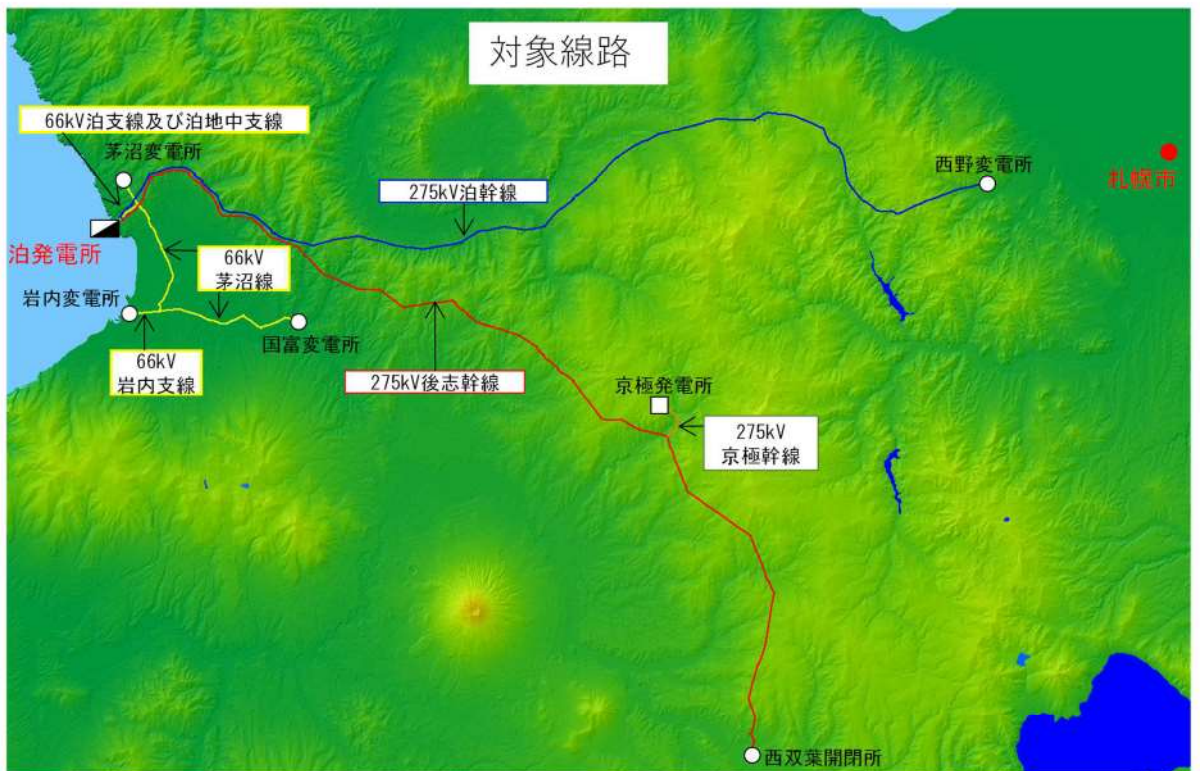 対象線路
66kV泊支線及び泊地中支線
茅沼変電所
西野変電所
札幌市
275kV泊幹線
泊発電所
66kV
茅沼線
岩内変電所
国富変電所
66kV
岩内支線
275kV後志幹線
京極発電所
275kV
京極幹線
西双葉開閉所